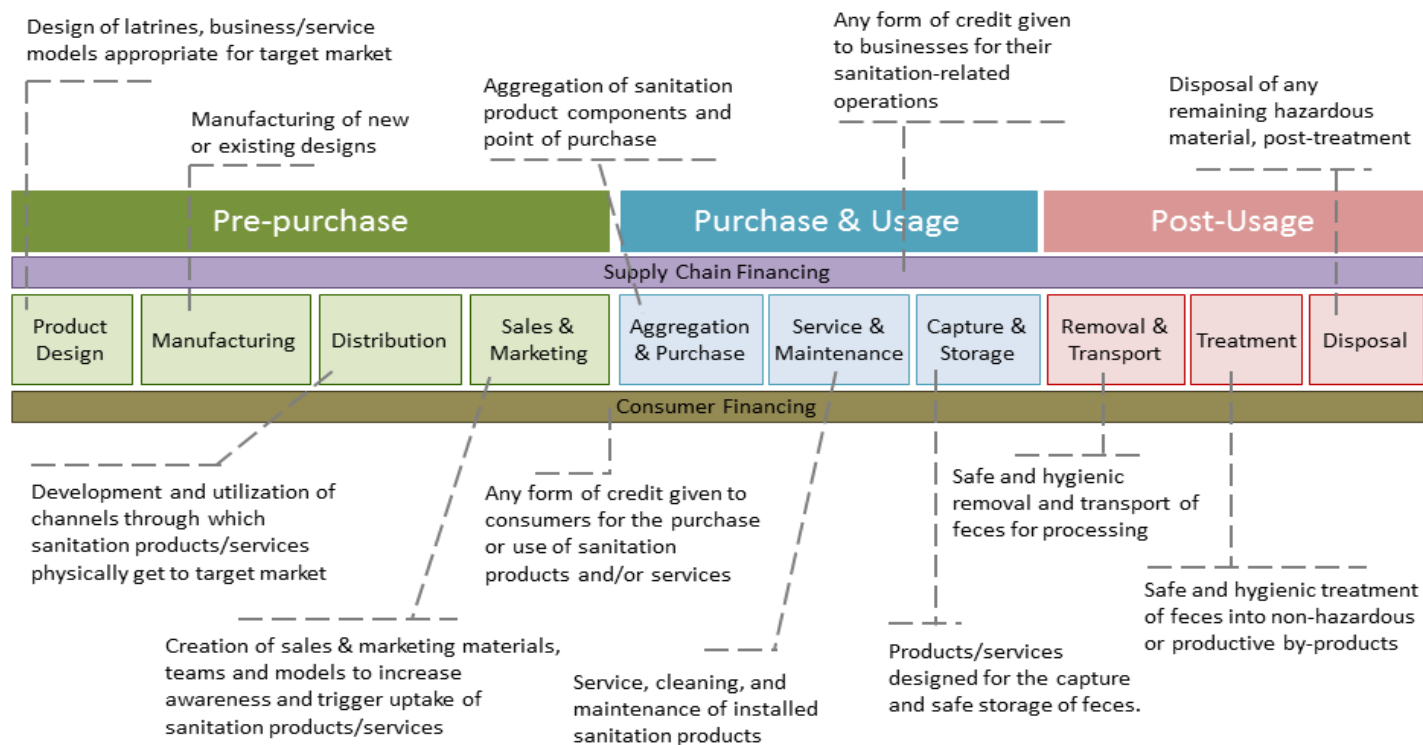 Design of latrines, business/service
models appropriate for target market
Manufacturing of new
or existing designs
Aggregation of sanitation
product components and
point of purchase
Any form of credit given
to businesses for their
sanitation-related
operations
Disposal of any
remaining hazardous
material, post-treatment
Pre-purchase
Purchase & Usage
Post-Usage
Supply Chain Financing
Product
Design
Manufacturing
Distribution
Sales &
Marketing
Aggregation
& Purchase
Service &
Maintenance
Capture &
Storage
Removal &
Transport
Treatment
Disposal
Consumer Financing
Development and utilization of
channels through which
sanitation products/services
physically get to target market
Any form of credit given to
consumers for the purchase
or use of sanitation
products and/or services
Safe and hygienic
removal and transport of
feces for processing
Safe and hygienic treatment
of feces into non-hazardous
or productive by-products
Creation of sales & marketing materials,
teams and models to increase
awareness and trigger uptake of
sanitation products/services
Service, cleaning, and
maintenance of installed
sanitation products
Products/services
designed for the capture
and safe storage of feces.